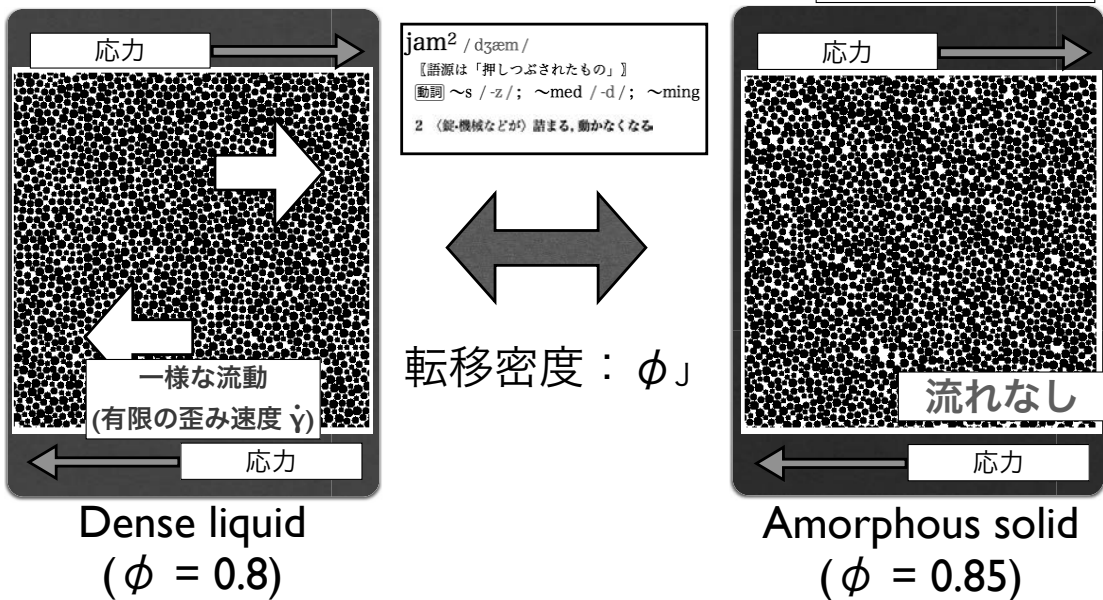 応力
jam² / dʒæm /
〖語源は「押しつぶされたもの」〗
動詞 ～s / -z /； ～med / -d /； ～ming
2 〈錠・機械などが〉詰まる, 動かなくなる.
応力
一様な流動
(有限の歪み速度 γ̇)
応力
転移密度：φJ
流れなし
応力
Dense liquid
(φ = 0.8)
Amorphous solid
(φ = 0.85)